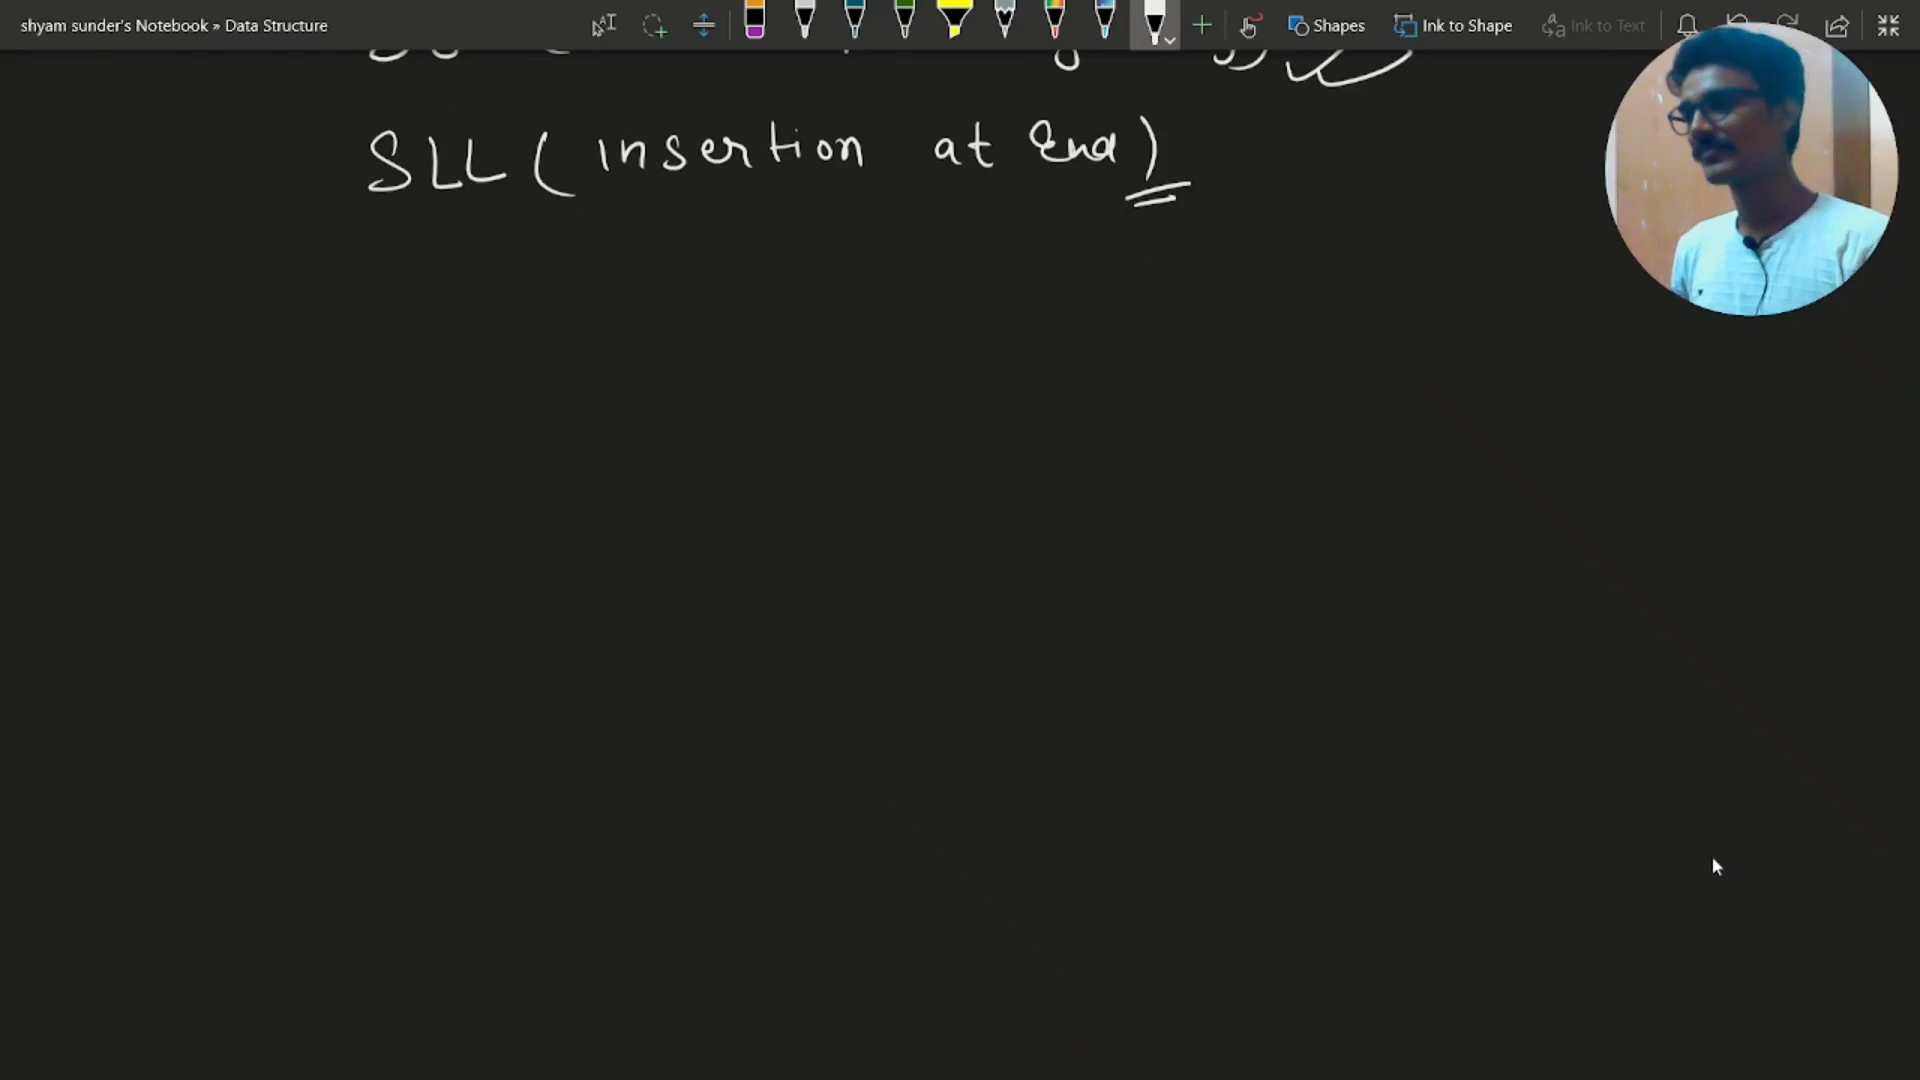 shyam sunder's Notebook » Data Structure
Shapes
Ink to Shape
Ink to Text
SLL (insertion at End)